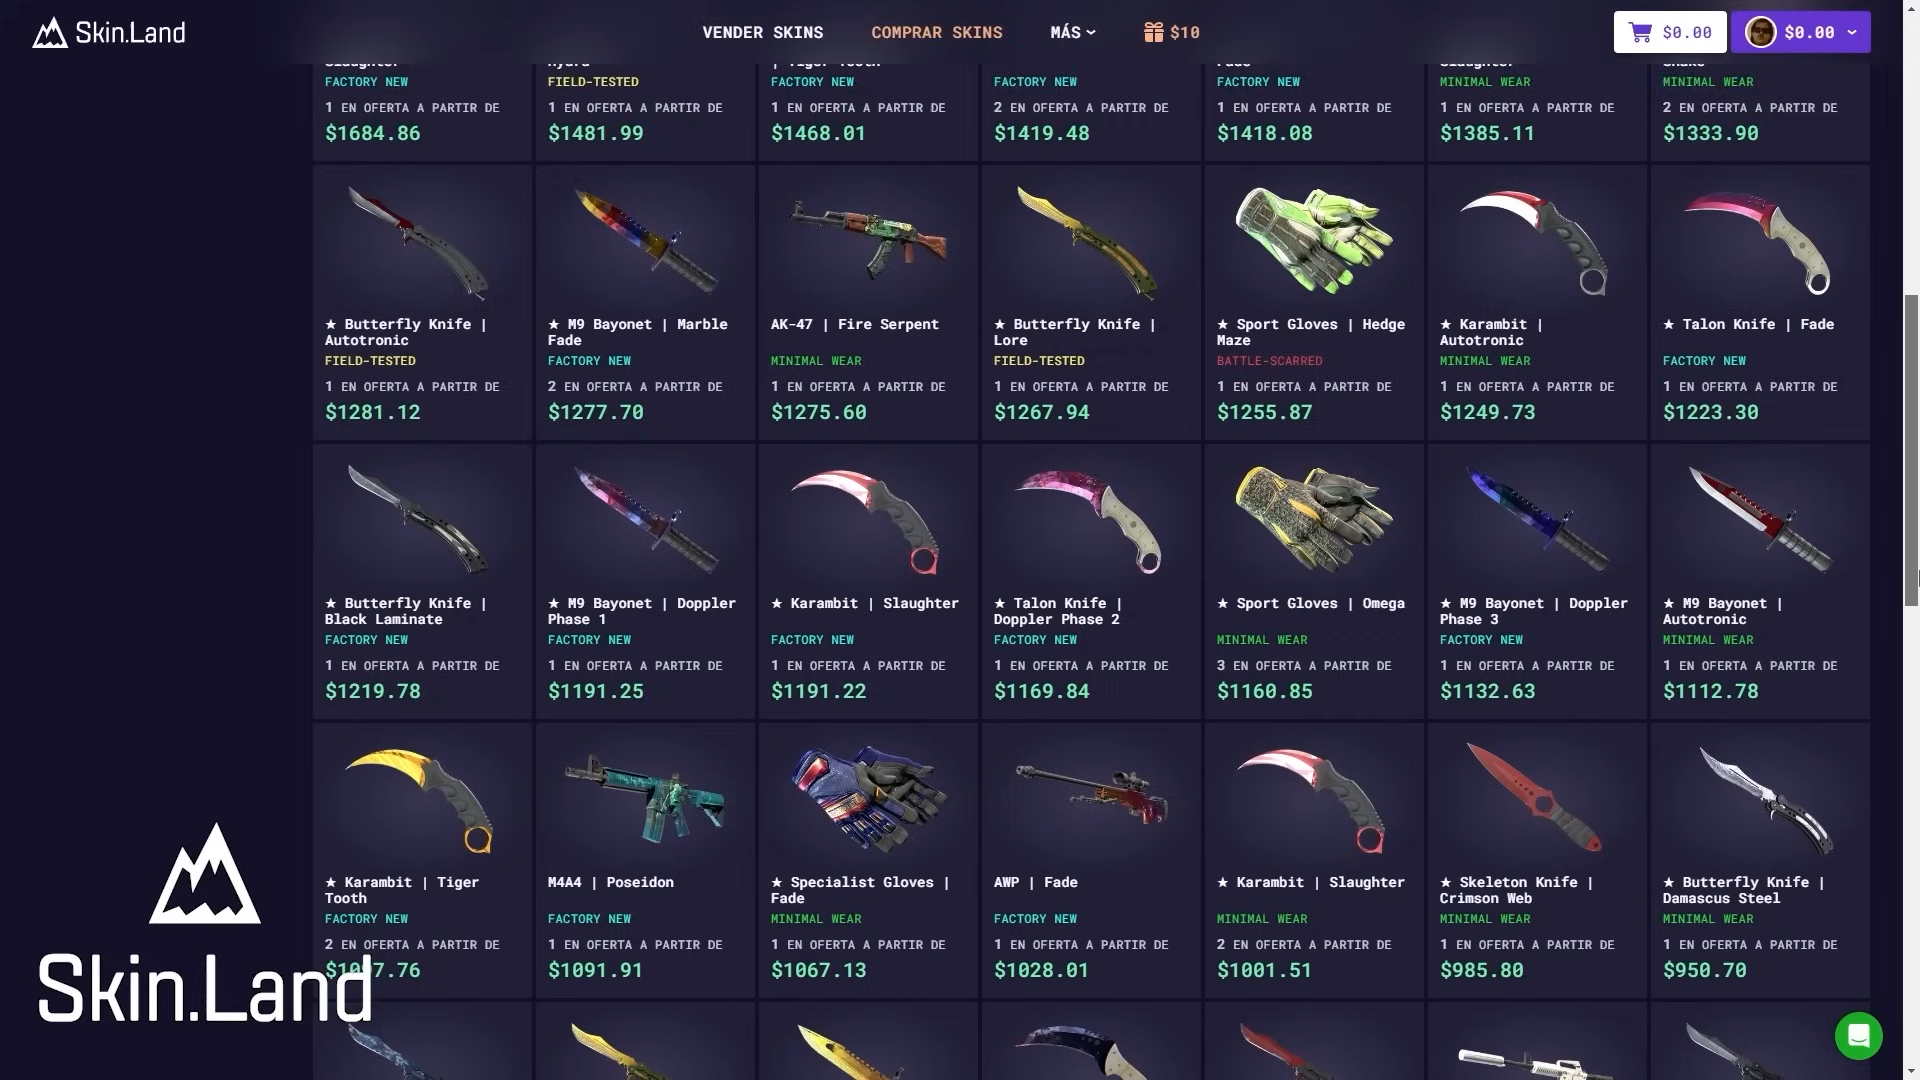 Skin.Land
VENDER SKINS
COMPRAR SKINS
MÁS
$10
$0.00
$0.00
Slaughter
Hydra
| Tiger Tooth
Fade
Slaughter
Snake
FACTORY NEW
FIELD-TESTED
FACTORY NEW
FACTORY NEW
FACTORY NEW
MINIMAL WEAR
MINIMAL WEAR
1 EN OFERTA A PARTIR DE
1 EN OFERTA A PARTIR DE
1 EN OFERTA A PARTIR DE
2 EN OFERTA A PARTIR DE
1 EN OFERTA A PARTIR DE
1 EN OFERTA A PARTIR DE
2 EN OFERTA A PARTIR DE
$1684.86
$1481.99
$1468.01
$1419.48
$1418.08
$1385.11
$1333.90
★ Butterfly Knife |
Autotronic
FIELD-TESTED
1 EN OFERTA A PARTIR DE
$1281.12
★ M9 Bayonet | Marble
Fade
FACTORY NEW
2 EN OFERTA A PARTIR DE
$1277.70
AK-47 | Fire Serpent
MINIMAL WEAR
1 EN OFERTA A PARTIR DE
$1275.60
★ Butterfly Knife |
Lore
FIELD-TESTED
1 EN OFERTA A PARTIR DE
$1267.94
★ Sport Gloves | Hedge
Maze
BATTLE-SCARRED
1 EN OFERTA A PARTIR DE
$1255.87
★ Karambit |
Autotronic
MINIMAL WEAR
1 EN OFERTA A PARTIR DE
$1249.73
★ Talon Knife | Fade
FACTORY NEW
1 EN OFERTA A PARTIR DE
$1223.30
★ Butterfly Knife |
Black Laminate
FACTORY NEW
1 EN OFERTA A PARTIR DE
$1219.78
★ M9 Bayonet | Doppler
Phase 1
FACTORY NEW
1 EN OFERTA A PARTIR DE
$1191.25
★ Karambit | Slaughter
FACTORY NEW
1 EN OFERTA A PARTIR DE
$1191.22
★ Talon Knife |
Doppler Phase 2
FACTORY NEW
1 EN OFERTA A PARTIR DE
$1169.84
★ Sport Gloves | Omega
MINIMAL WEAR
3 EN OFERTA A PARTIR DE
$1160.85
★ M9 Bayonet | Doppler
Phase 3
FACTORY NEW
1 EN OFERTA A PARTIR DE
$1132.63
★ M9 Bayonet |
Autotronic
MINIMAL WEAR
1 EN OFERTA A PARTIR DE
$1112.78
★ Karambit | Tiger
Tooth
FACTORY NEW
2 EN OFERTA A PARTIR DE
$1097.76
★ M4A4 | Poseidon
FACTORY NEW
1 EN OFERTA A PARTIR DE
$1091.91
★ Specialist Gloves |
Fade
MINIMAL WEAR
1 EN OFERTA A PARTIR DE
$1067.13
AWP | Fade
FACTORY NEW
1 EN OFERTA A PARTIR DE
$1028.01
★ Karambit | Slaughter
MINIMAL WEAR
2 EN OFERTA A PARTIR DE
$1001.51
★ Skeleton Knife |
Crimson Web
MINIMAL WEAR
1 EN OFERTA A PARTIR DE
$985.80
★ Butterfly Knife |
Damascus Steel
MINIMAL WEAR
1 EN OFERTA A PARTIR DE
$950.70
Skin.Land